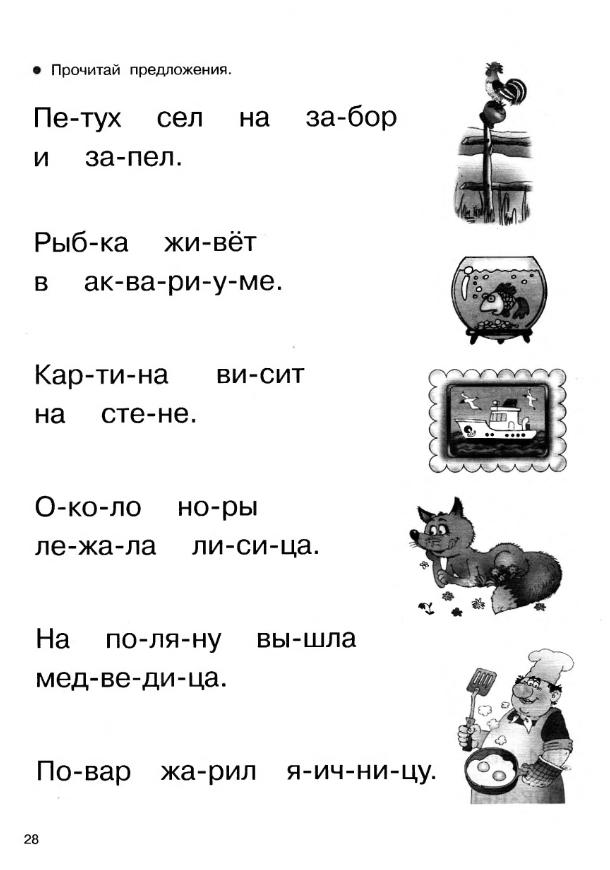 ● Прочитай предложения.
Пе-тух сел на за-бор
и за-пел.
Рыб-ка жи-вёт
в ак-ва-ри-у-ме.
Кар-ти-на ви-сит
на сте-не.
О-ко-ло но-ры
ле-жа-ла ли-си-ца.
На по-ля-ну вы-шла
мед-ве-ди-ца.
По-вар жа-рил я-ич-ни-цу.
28